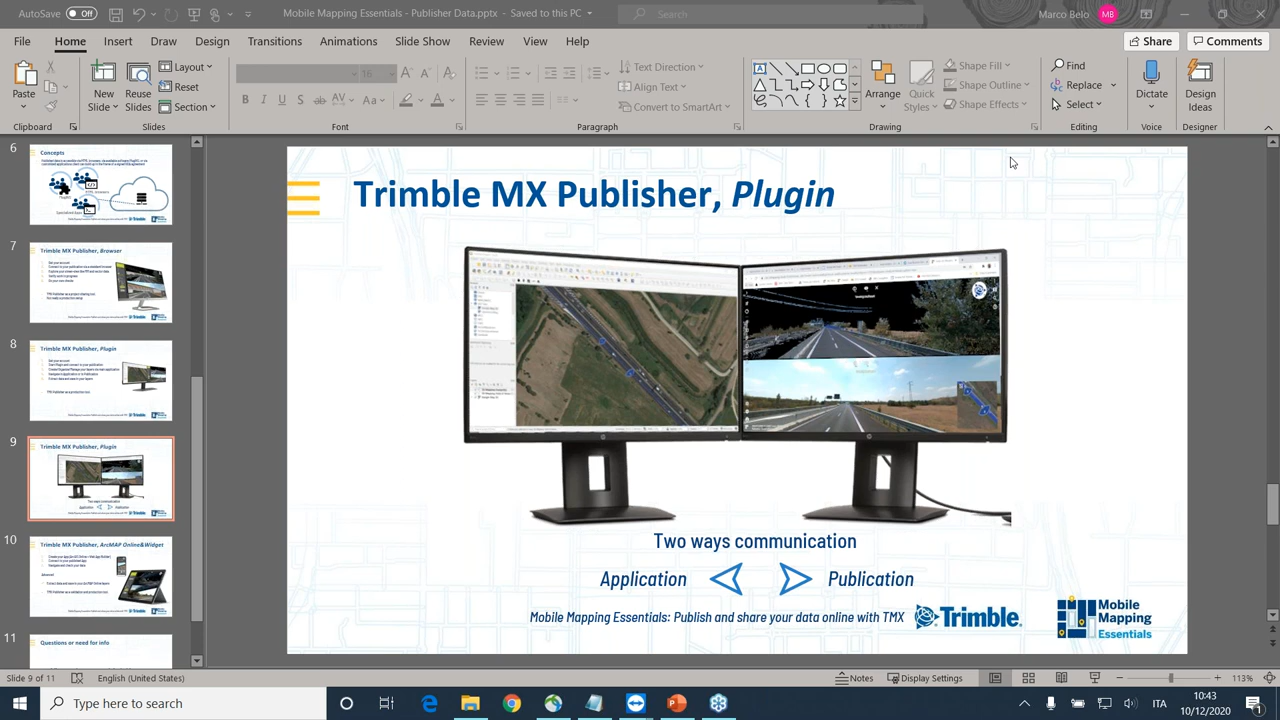 AutoSave Off
Mobile Mapping Essentials - Publisher Data.pptx - Saved to this PC
Search
Marco Belo MB
File Home Insert Draw Design Transitions Animations Slide Show Review View Help
Share Comments
Paste
New Slide
Reuse Slides
Layout
Reset
Section
16
Text Direction
Align Text
Convert to SmartArt
Arrange
Quick Styles
Shape Fill
Shape Outline
Shape Effects
Find
Replace
Select
Dictate
Design Ideas
Clipboard Slides Font Paragraph Drawing Editing Voice Designer
6
Concepts
7
Trimble MX Publisher, Browser
8
Trimble MX Publisher, Plugin
9
Trimble MX Publisher, Plugin
Two ways communication
Application Publication
10
Trimble MX Publisher, ArcMAP Online&Widget
11
Questions or need for info
Trimble MX Publisher, Plugin
Two ways communication
Application Publication
Mobile Mapping Essentials: Publish and share your data online with TMX
Trimble
Mobile
Mapping
Essentials
Slide 9 of 11 English (United States) Notes Display Settings 113%
Type here to search
ITA
10:43
10/12/2020
1